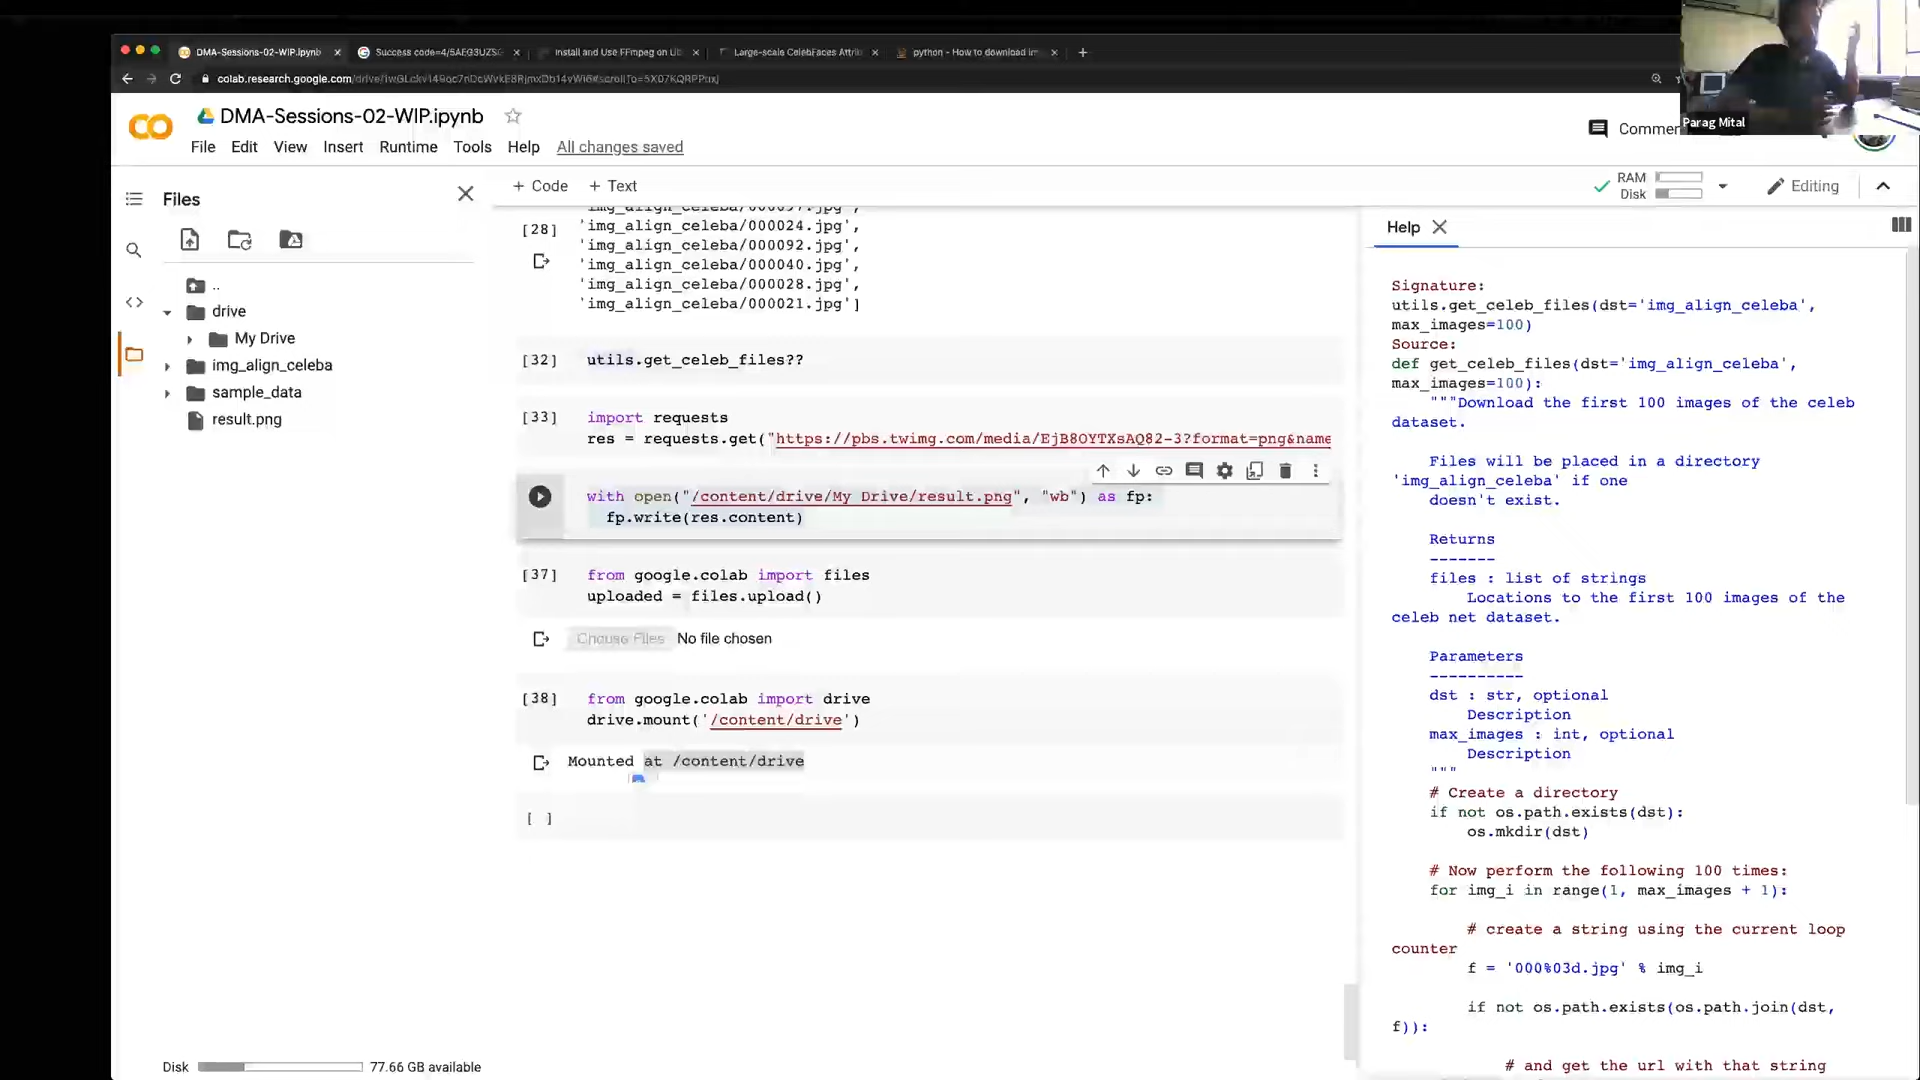 DMA-Sessions-02-WIP.ipynb
Success code=4/5AEG3UZS
Install and Use FFmpeg on Ub
Large-scale CelebFaces Attrib
python - How to download im
colab.research.google.com
Parag Mital
DMA-Sessions-02-WIP.ipynb
File Edit View Insert Runtime Tools Help All changes saved
Files
..
drive
My Drive
img_align_celeba
sample_data
result.png
Disk 77.66 GB available
+ Code + Text
RAM
Disk
Editing
[28]
'img_align_celeba/000097.jpg',
'img_align_celeba/000024.jpg',
'img_align_celeba/000092.jpg',
'img_align_celeba/000040.jpg',
'img_align_celeba/000028.jpg',
'img_align_celeba/000021.jpg']
[32] utils.get_celeb_files??
[33] import requests
res = requests.get("https://pbs.twimg.com/media/EjB8OYTXsAQ82-3?format=png&name
with open("/content/drive/My Drive/result.png", "wb") as fp:
fp.write(res.content)
[37] from google.colab import files
uploaded = files.upload()
Choose Files No file chosen
[38] from google.colab import drive
drive.mount('/content/drive')
Mounted at /content/drive
[ ]
Help
Signature:
utils.get_celeb_files(dst='img_align_celeba',
max_images=100)
Source:
def get_celeb_files(dst='img_align_celeba',
max_images=100):
"""Download the first 100 images of the celeb
dataset.
Files will be placed in a directory
'img_align_celeba' if one
doesn't exist.
Returns
-------
files : list of strings
Locations to the first 100 images of the
celeb net dataset.
Parameters
----------
dst : str, optional
Description
max_images : int, optional
Description
"""
# Create a directory
if not os.path.exists(dst):
os.mkdir(dst)
# Now perform the following 100 times:
for img_i in range(1, max_images + 1):
# create a string using the current loop
counter
f = '000%03d.jpg' % img_i
if not os.path.exists(os.path.join(dst,
f)):
# and get the url with that string